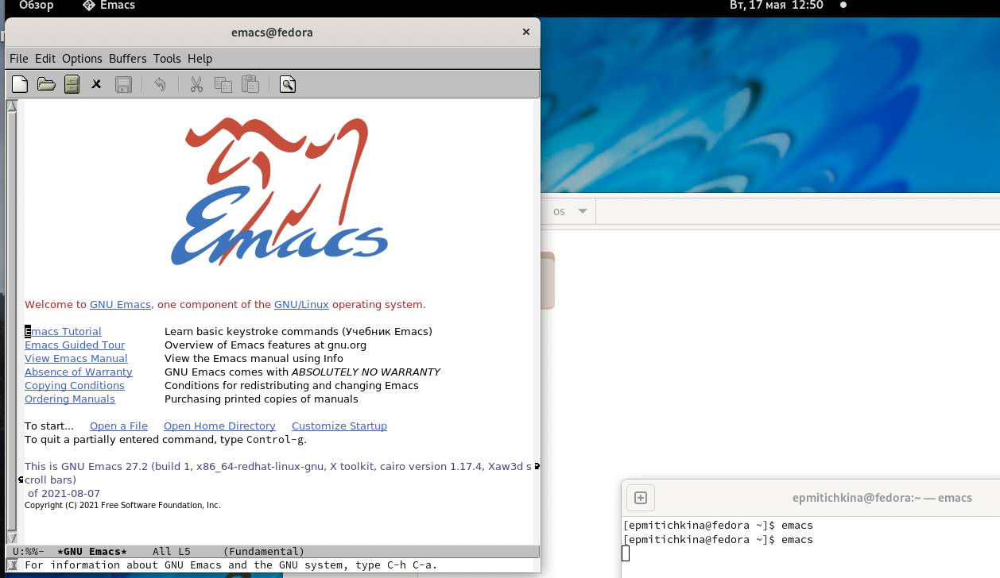 Обзор Emacs Вт, 17 мая 12:50
emacs@fedora
File Edit Options Buffers Tools Help
Emacs
Welcome to GNU Emacs, one component of the GNU/Linux operating system.
Emacs Tutorial Learn basic keystroke commands (Учебник Emacs)
Emacs Guided Tour Overview of Emacs features at gnu.org
View Emacs Manual View the Emacs manual using Info
Absence of Warranty GNU Emacs comes with ABSOLUTELY NO WARRANTY
Copying Conditions Conditions for redistributing and changing Emacs
Ordering Manuals Purchasing printed copies of manuals
To start... Open a File Open Home Directory Customize Startup
To quit a partially entered command, type Control-g.
This is GNU Emacs 27.2 (build 1, x86_64-redhat-linux-gnu, X toolkit, cairo version 1.17.4, Xaw3d s
croll bars)
of 2021-08-07
Copyright (C) 2021 Free Software Foundation, Inc.
U:%%- *GNU Emacs* All L5 (Fundamental)
For information about GNU Emacs and the GNU system, type C-h C-a.
os
epmitichkina@fedora:~ — emacs
[epmitichkina@fedora ~]$ emacs
[epmitichkina@fedora ~]$ emacs